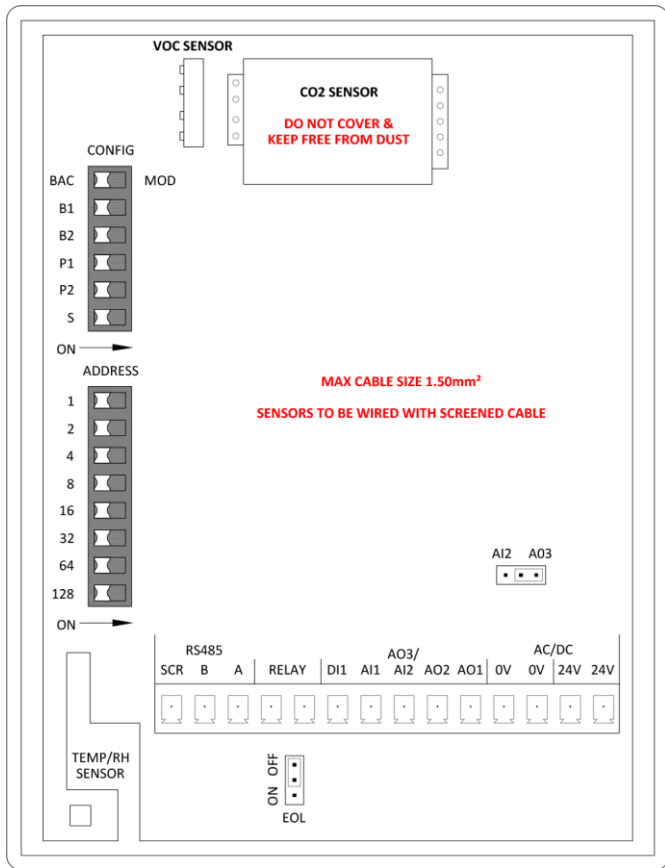 VOC SENSOR
CO2 SENSOR
DO NOT COVER &
KEEP FREE FROM DUST
CONFIG
BAC MOD
B1
B2
P1
P2
S
ON
ADDRESS
1
2
4
8
16
32
64
128
ON
MAX CABLE SIZE 1.50mm²
SENSORS TO BE WIRED WITH SCREENED CABLE
AI2 A03
RS485 AO3/ AC/DC
SCR B A RELAY DI1 AI1 AI2 AO2 AO1 0V 0V 24V 24V
TEMP/RH
SENSOR
ON OFF
EOL